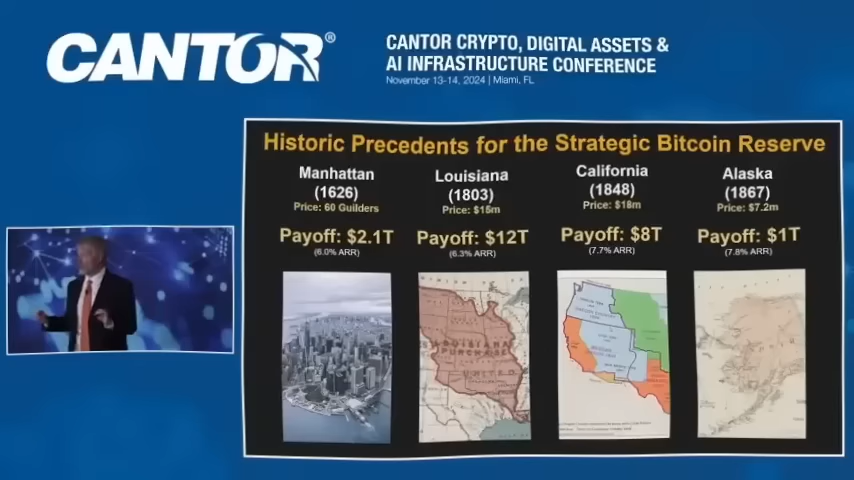 CANTOR®
CANTOR CRYPTO, DIGITAL ASSETS &
AI INFRASTRUCTURE CONFERENCE
November 13-14, 2024 | Miami, FL
Historic Precedents for the Strategic Bitcoin Reserve
Manhattan
(1626)
Price: 60 Guilders
Payoff: $2.1T
(6.0% ARR)
Louisiana
(1803)
Price: $15m
Payoff: $12T
(6.3% ARR)
California
(1848)
Price: $18m
Payoff: $8T
(7.7% ARR)
Alaska
(1867)
Price: $7.2m
Payoff: $1T
(7.8% ARR)
LOUISIANA
PURCHASE
UNITED